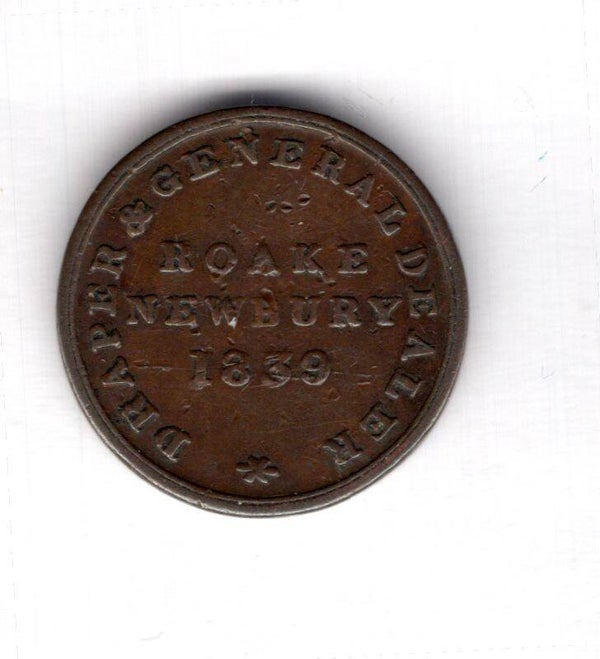 DRAPER & GENERAL DEALER
ROAKE
NEWBURY
1839